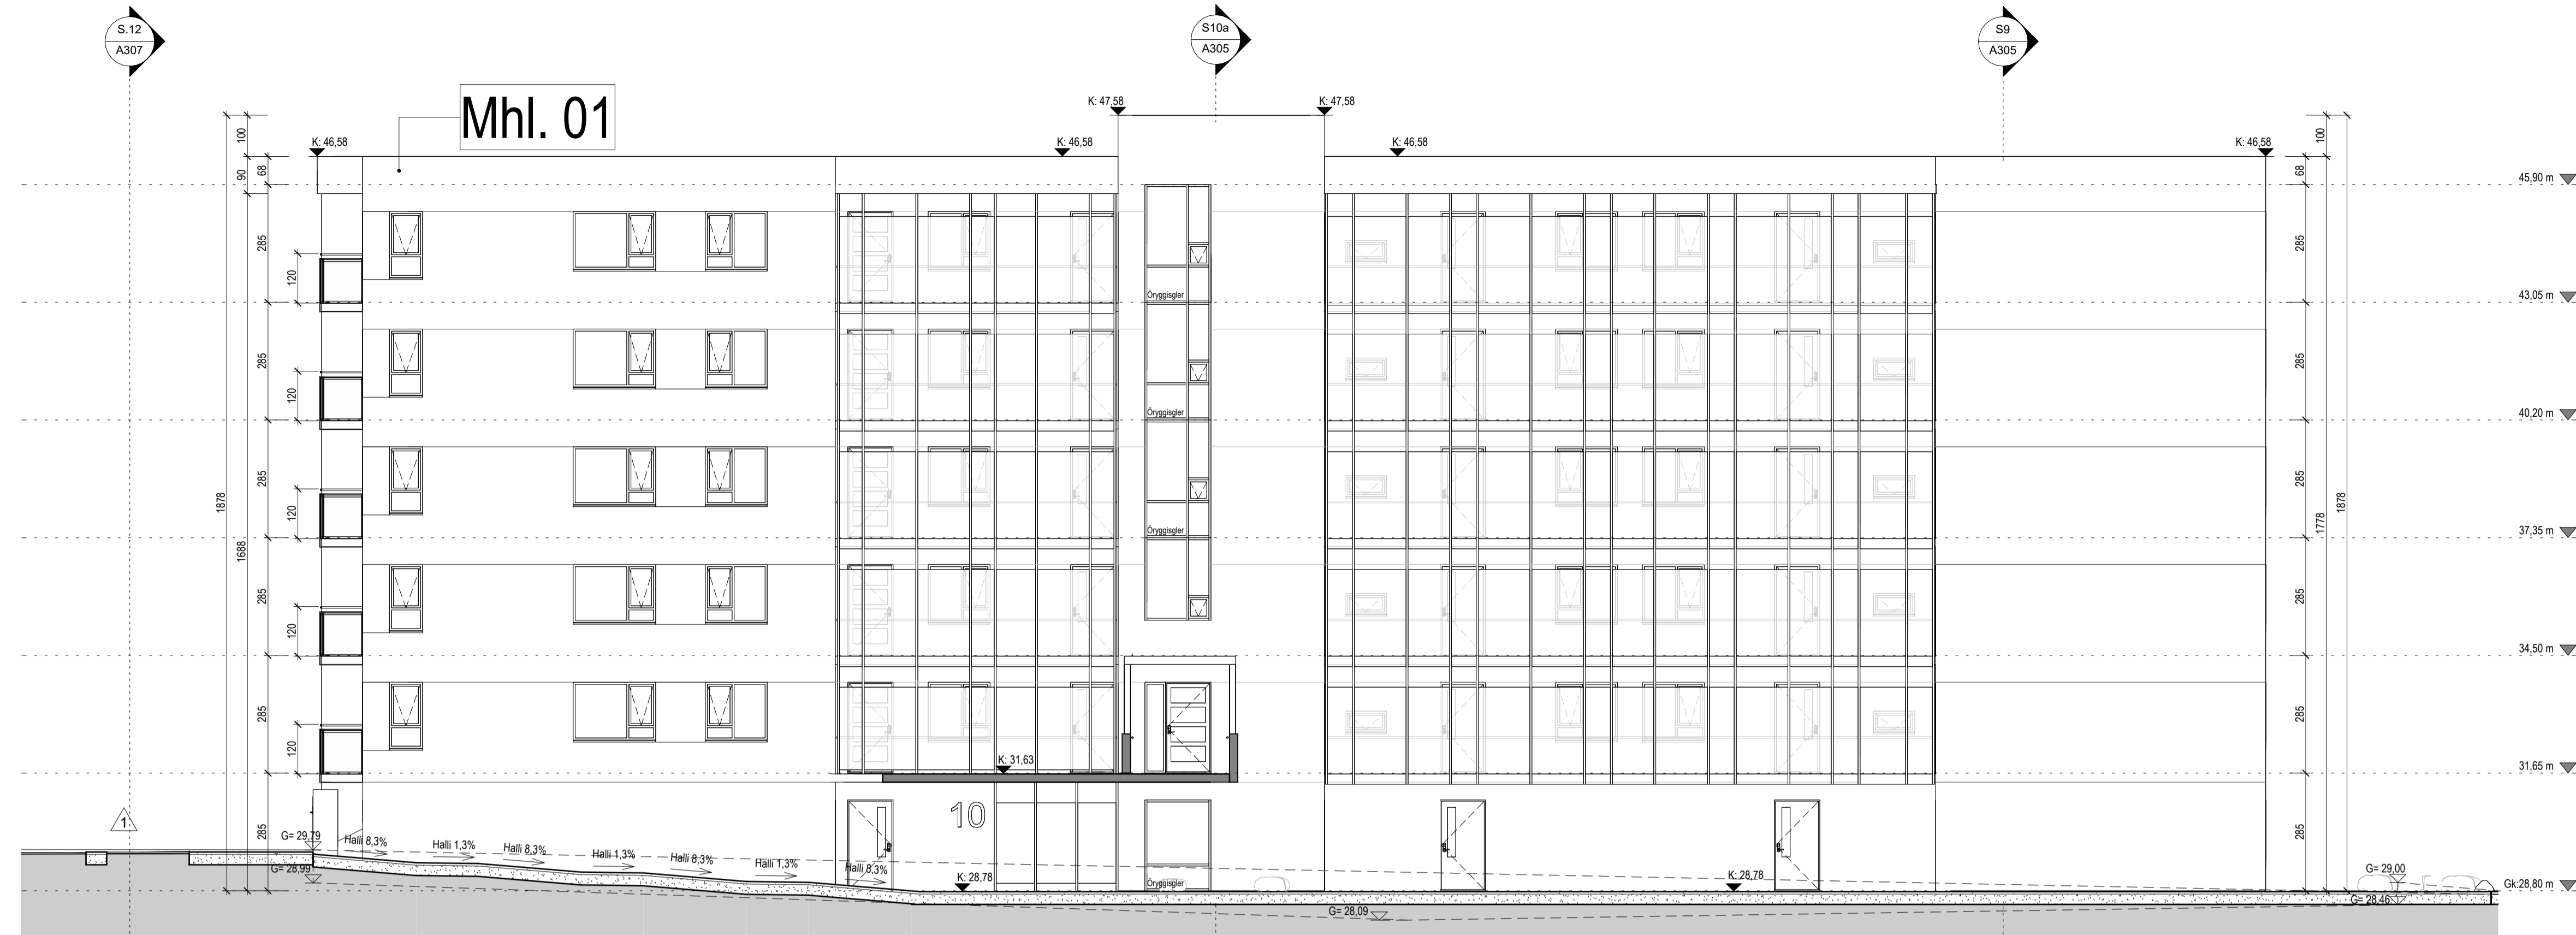 S.12
A307
S10a
A305
S9
A305
Mhl. 01
K: 47,58
K: 47,58
K: 46,58
K: 46,58
K: 46,58
K: 46,58
100
90
68
100
68
45,90 m
285
120
285
Öryggisgler
43,05 m
285
120
285
Öryggisgler
40,20 m
285
120
285
1878
1688
Öryggisgler
1778
1878
37,35 m
285
120
285
34,50 m
285
120
285
K: 31,63
31,65 m
1
10
285
285
G= 29,79
Halli 8,3%
Halli 1,3%
Halli 8,3%
Halli 1,3%
Halli 8,3%
Halli 1,3%
Halli 8,3%
G= 28,99
K: 28,78
Öryggisgler
K: 28,78
G= 29,00
Gk:28,80 m
G= 28,09
G= 28,46